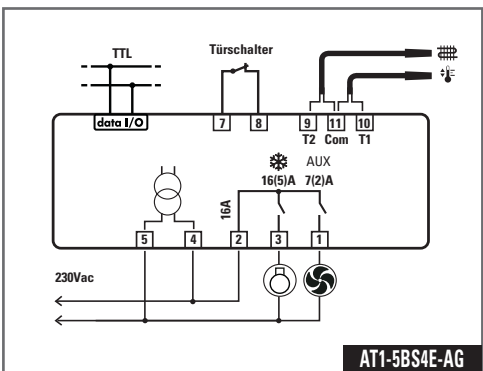 TTL
Türschalter
data I/O
7 8 9 11 10
T2 Com T1
AUX
16(5)A 7(2)A
16A
5 4 2 3 1
230Vac
AT1-5BS4E-AG